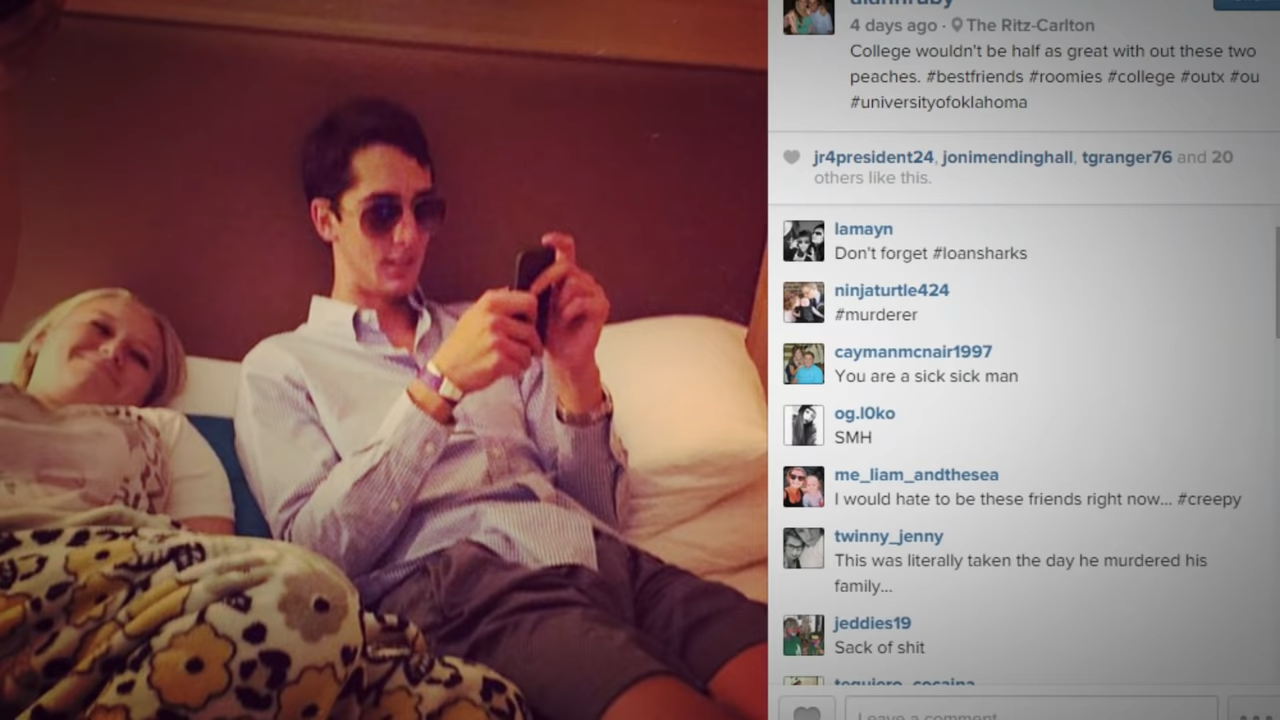 4 days ago · The Ritz-Carlton
College wouldn't be half as great with out these two
peaches. #bestfriends #roomies #college #outx #ou
#universityofoklahoma
jr4president24, jonimendinghall, tgranger76 and 20
others like this.
lamayn
Don't forget #loansharks
ninjaturtle424
#murderer
caymanmcnair1997
You are a sick sick man
og.l0ko
SMH
me_liam_andthesea
I would hate to be these friends right now... #creepy
twinny_jenny
This was literally taken the day he murdered his
family...
jeddies19
Sack of shit
tequiero_cocaina
Leave a comment